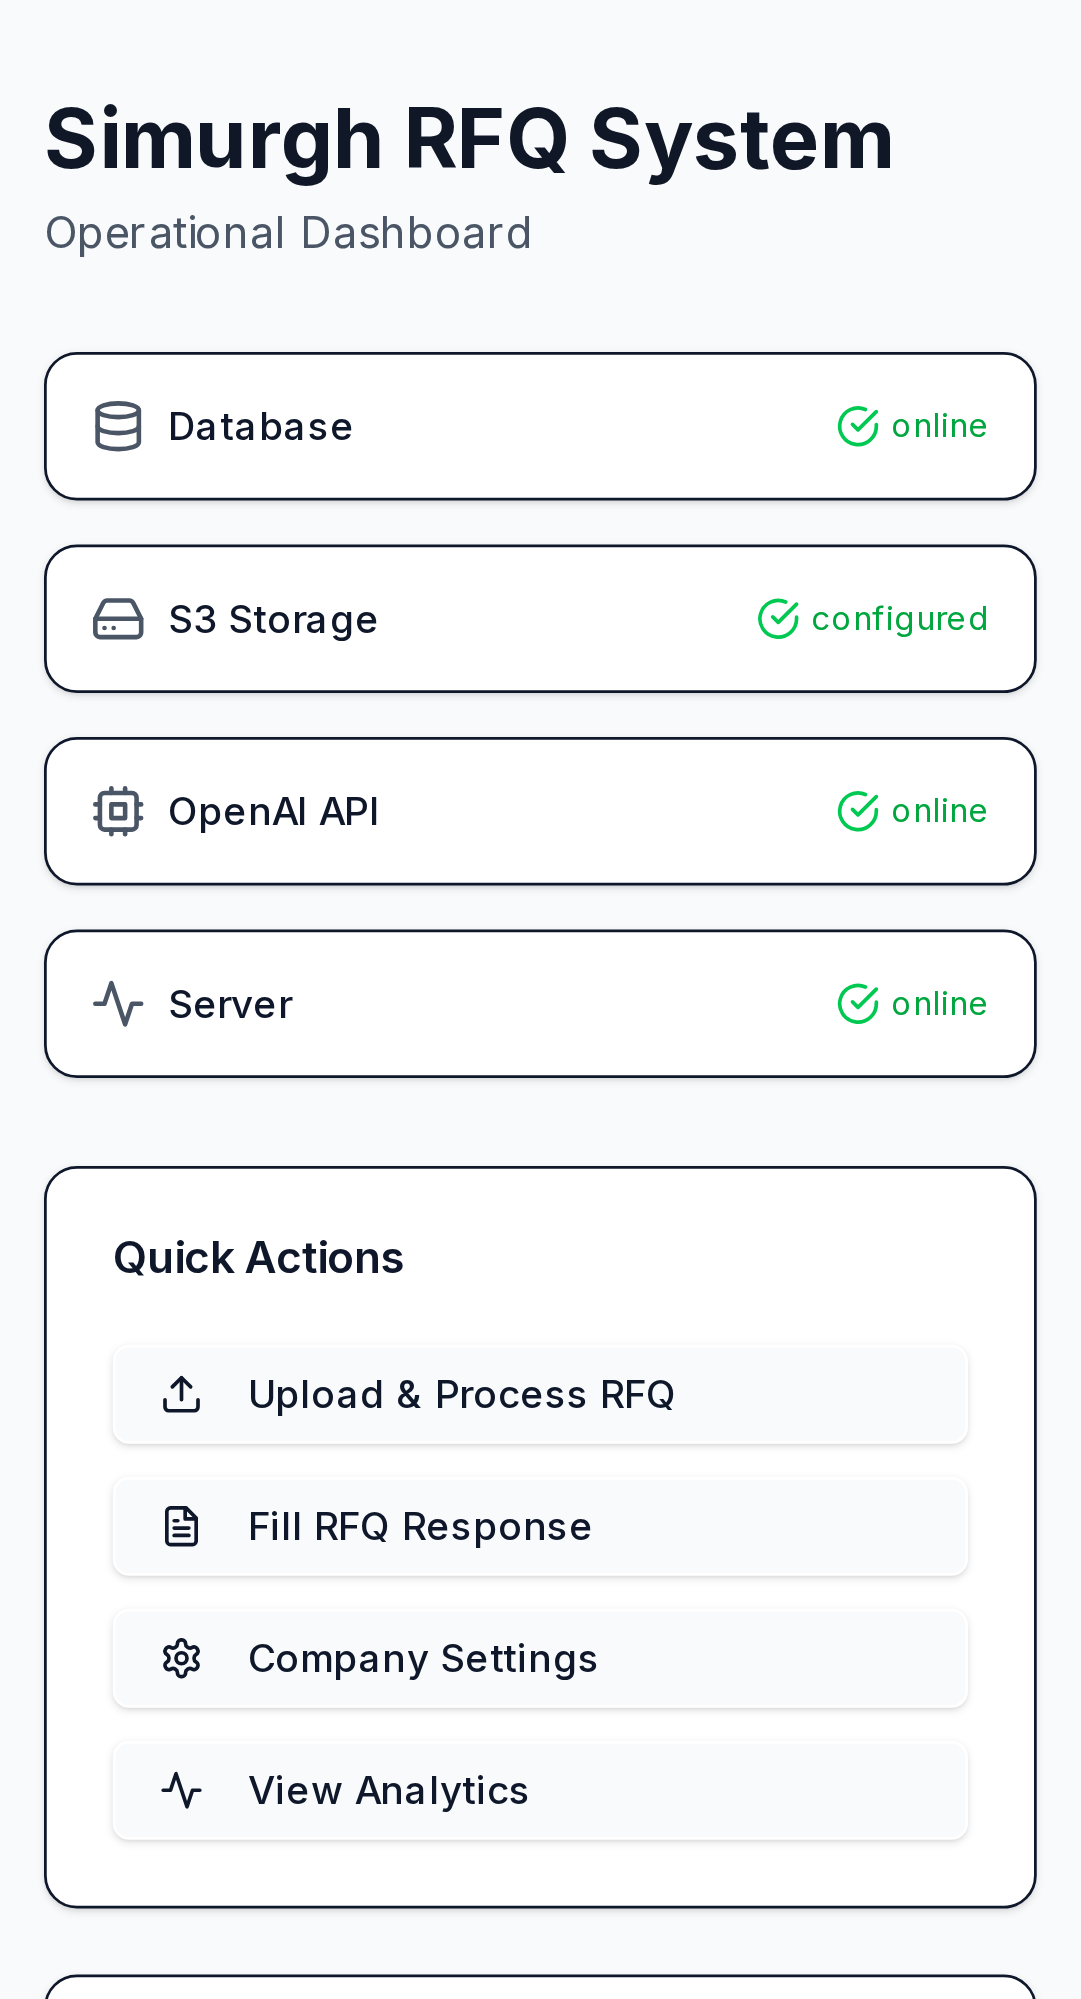 Simurgh RFQ System
Operational Dashboard
Database online
S3 Storage configured
OpenAI API online
Server online
Quick Actions
Upload & Process RFQ
Fill RFQ Response
Company Settings
View Analytics